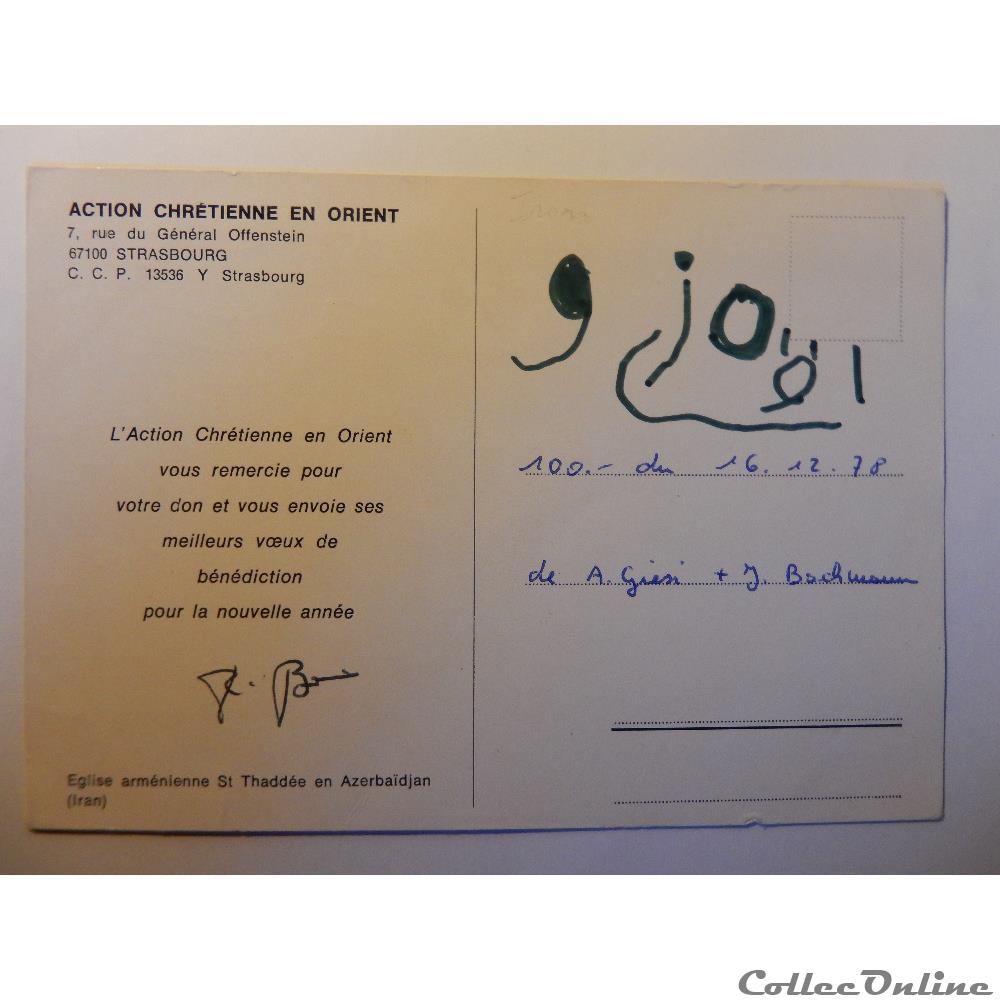 ACTION CHRÉTIENNE EN ORIENT
7, rue du Général Offenstein
67100 STRASBOURG
C. C. P. 13536 Y Strasbourg
L'Action Chrétienne en Orient
vous remercie pour
votre don et vous envoie ses
meilleurs vœux de
bénédiction
pour la nouvelle année
Eglise arménienne St Thaddée en Azerbaïdjan
(Iran)
Iran
100.- du 16.12.78
de A. Giesi + J. Bachmann
CollecOnline